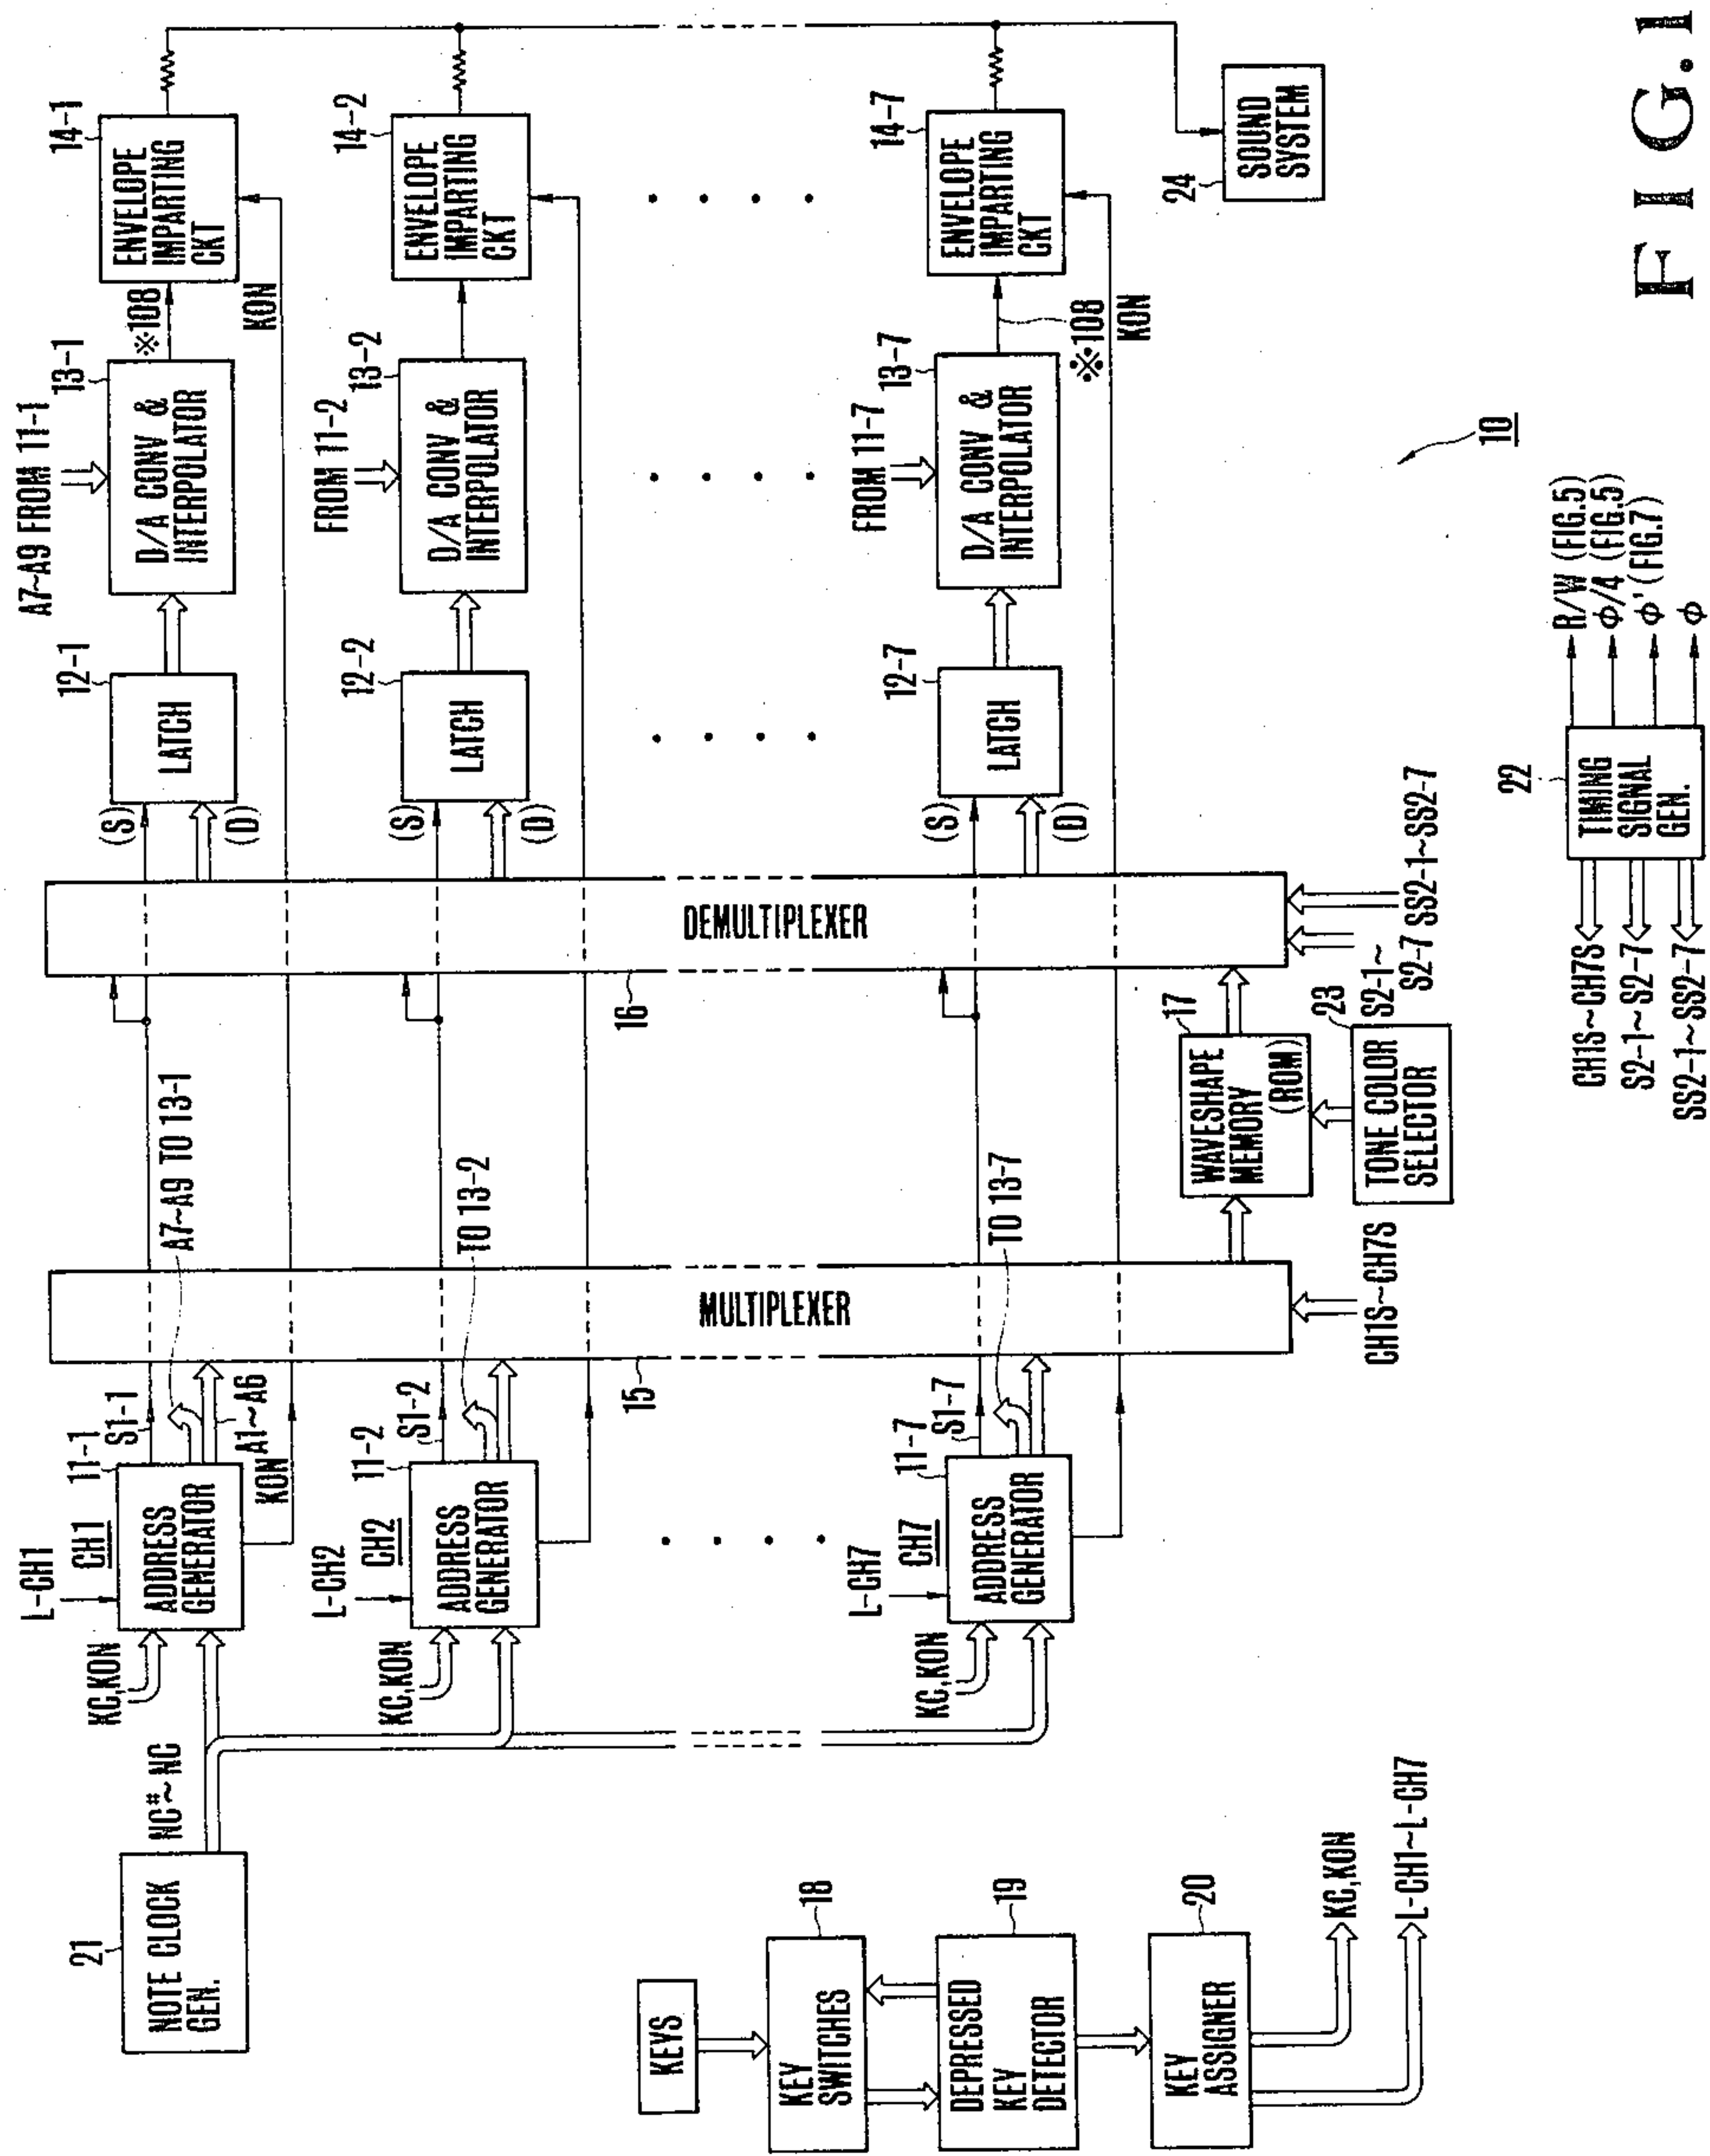 21
NOTE CLOCK
GEN.
NC#~NC
KC,KON
L-CH1
CH1
11-1
ADDRESS
GENERATOR
S1-1
A7~A9 TO 13-1
A1~A6
KON
KC,KON
L-CH2
CH2
11-2
ADDRESS
GENERATOR
S1-2
TO 13-2
KC,KON
L-CH7
CH7
11-7
ADDRESS
GENERATOR
S1-7
TO 13-7
15
MULTIPLEXER
CH1S~CH7S
17
WAVESHAPE
MEMORY
(ROM)
23
TONE COLOR
SELECTOR
16
DEMULTIPLEXER
S2-1~
S2-7
SS2-1~SS2-7
(S)
(D)
12-1
LATCH
A7~A9 FROM 11-1
13-1
D/A CONV &
INTERPOLATOR
※108
14-1
ENVELOPE
IMPARTING
CKT
KON
(S)
(D)
12-2
LATCH
FROM 11-2
13-2
D/A CONV &
INTERPOLATOR
14-2
ENVELOPE
IMPARTING
CKT
(S)
(D)
12-7
LATCH
FROM 11-7
13-7
D/A CONV &
INTERPOLATOR
※108
KON
14-7
ENVELOPE
IMPARTING
CKT
24
SOUND
SYSTEM
KEYS
18
KEY
SWITCHES
19
DEPRESSED
KEY
DETECTOR
20
KEY
ASSIGNER
KC,KON
L-CH1~L-CH7
10
22
TIMING
SIGNAL
GEN.
CH1S~CH7S
S2-1~S2-7
SS2-1~SS2-7
R/W (FIG.5)
ϕ/4 (FIG.5)
ϕ' (FIG.7)
ϕ
FIG.1